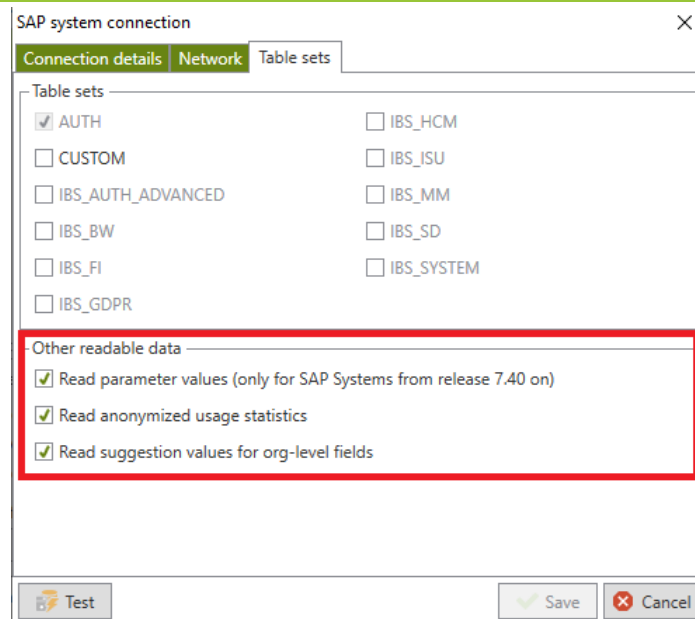 SAP system connection
Connection details Network Table sets
Table sets
AUTH IBS_HCM
CUSTOM IBS_ISU
IBS_AUTH_ADVANCED IBS_MM
IBS_BW IBS_SD
IBS_FI IBS_SYSTEM
IBS_GDPR
Other readable data
Read parameter values (only for SAP Systems from release 7.40 on)
Read anonymized usage statistics
Read suggestion values for org-level fields
Test Save Cancel